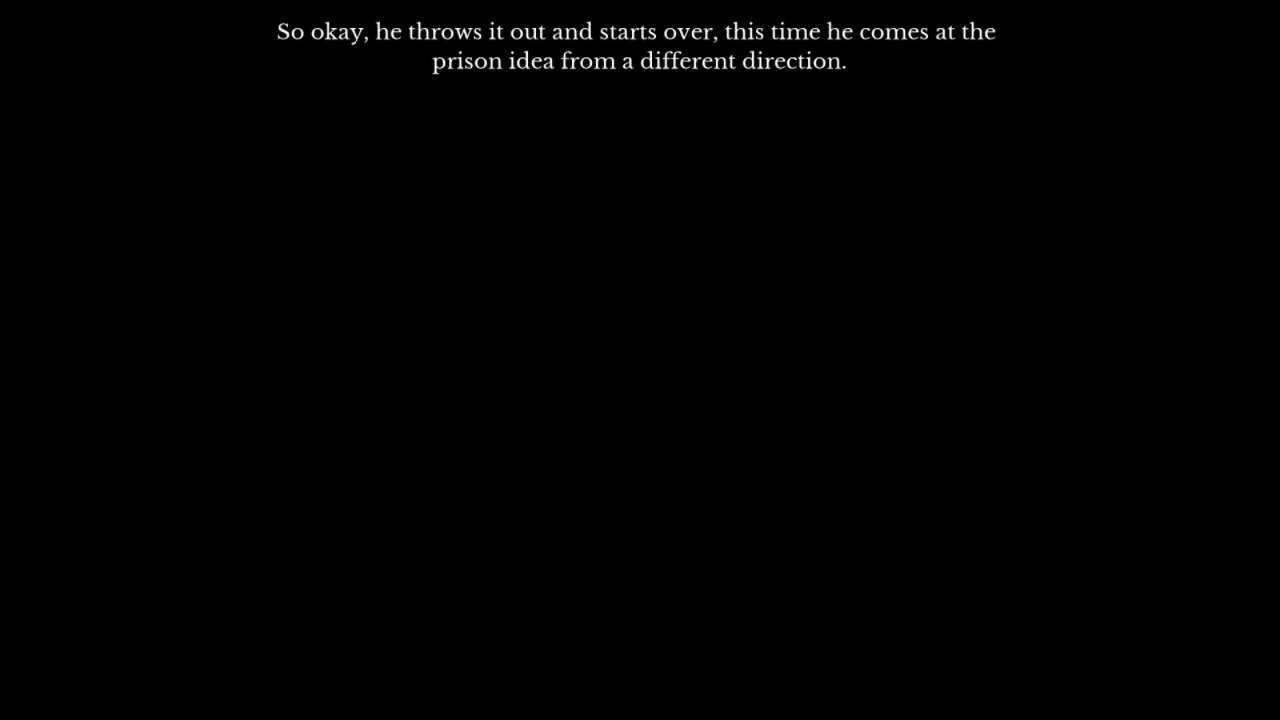 So okay, he throws it out and starts over, this time he comes at the
prison idea from a different direction.